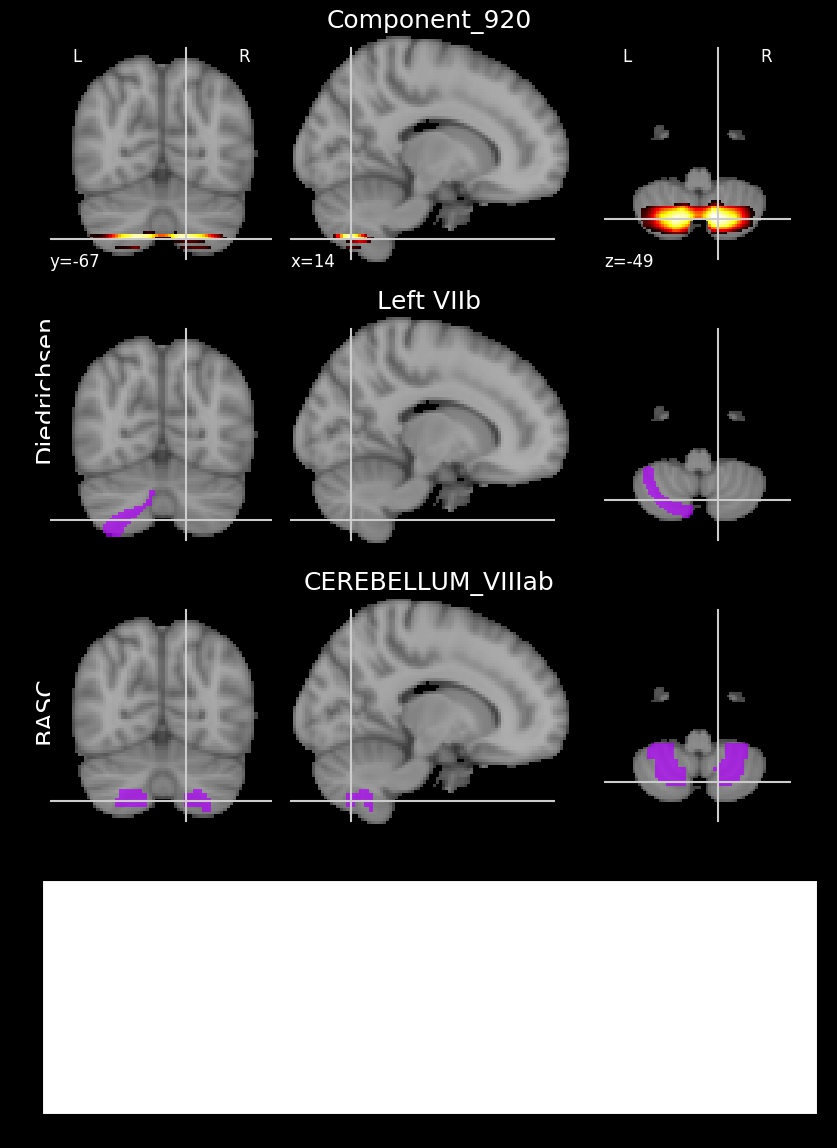 Component_920
L R L R
y=-67 x=14 z=-49
Left VIIb
Diedrichsen
CEREBELLUM_VIIIab
BASC